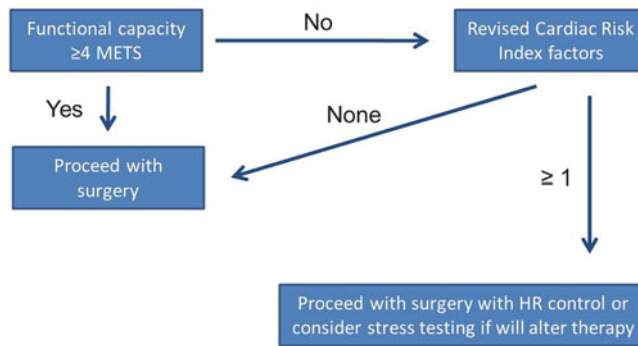 Functional capacity
≥4 METS
No
Revised Cardiac Risk
Index factors
Yes
None
Proceed with
surgery
≥ 1
Proceed with surgery with HR control or
consider stress testing if will alter therapy